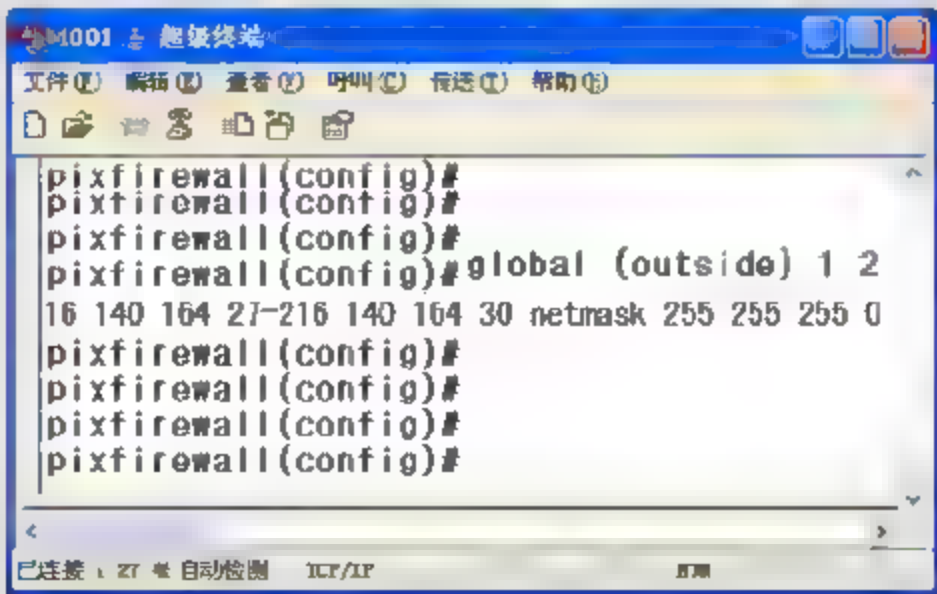 M001 - 超级终端
文件(F) 编辑(E) 查看(V) 呼叫(C) 传送(T) 帮助(H)
pixfirewall(config)#
pixfirewall(config)#
pixfirewall(config)#
pixfirewall(config)#global (outside) 1 2
16 140 164 27-216 140 164 30 netmask 255 255 255 0
pixfirewall(config)#
pixfirewall(config)#
pixfirewall(config)#
pixfirewall(config)#
已连接 : 27 自动检测 TCP/IP